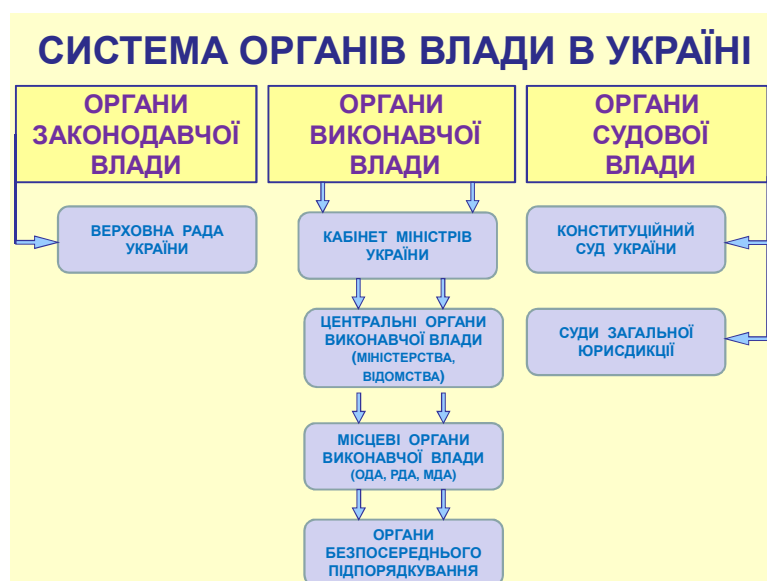 СИСТЕМА ОРГАНІВ ВЛАДИ В УКРАЇНІ
ОРГАНИ
ЗАКОНОДАВЧОЇ
ВЛАДИ
ВЕРХОВНА РАДА
УКРАЇНИ
ОРГАНИ
ВИКОНАВЧОЇ
ВЛАДИ
КАБІНЕТ МІНІСТРІВ
УКРАЇНИ
ЦЕНТРАЛЬНІ ОРГАНИ
ВИКОНАВЧОЇ ВЛАДИ
(МІНІСТЕРСТВА,
ВІДОМСТВА)
МІСЦЕВІ ОРГАНИ
ВИКОНАВЧОЇ ВЛАДИ
(ОДА, РДА, МДА)
ОРГАНИ
БЕЗПОСЕРЕДНЬОГО
ПІДПОРЯДКУВАННЯ
ОРГАНИ
СУДОВОЇ
ВЛАДИ
КОНСТИТУЦІЙНИЙ
СУД УКРАЇНИ
СУДИ ЗАГАЛЬНОЇ
ЮРИСДИКЦІЇ